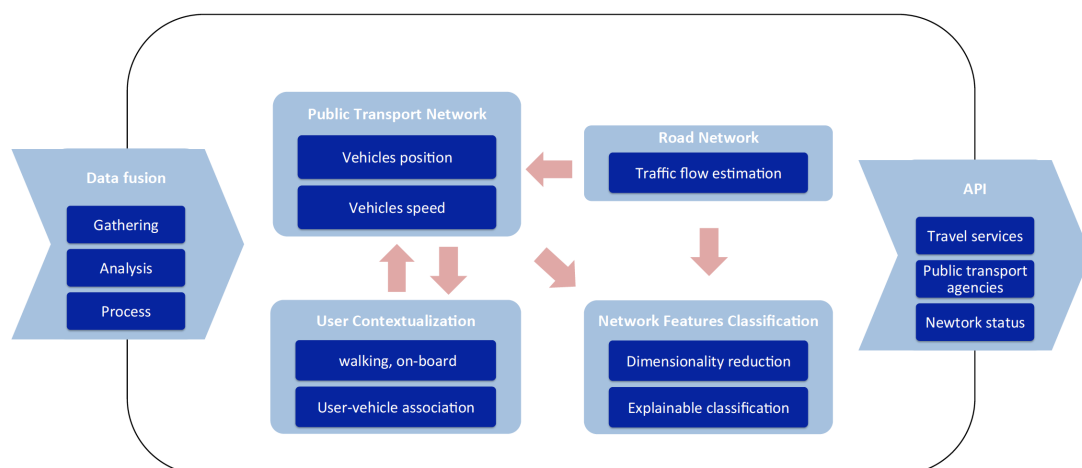 Data fusion
Gathering
Analysis
Process
Public Transport Network
Vehicles position
Vehicles speed
Road Network
Traffic flow estimation
User Contextualization
walking, on-board
User-vehicle association
Network Features Classification
Dimensionality reduction
Explainable classification
API
Travel services
Public transport
agencies
Newtork status